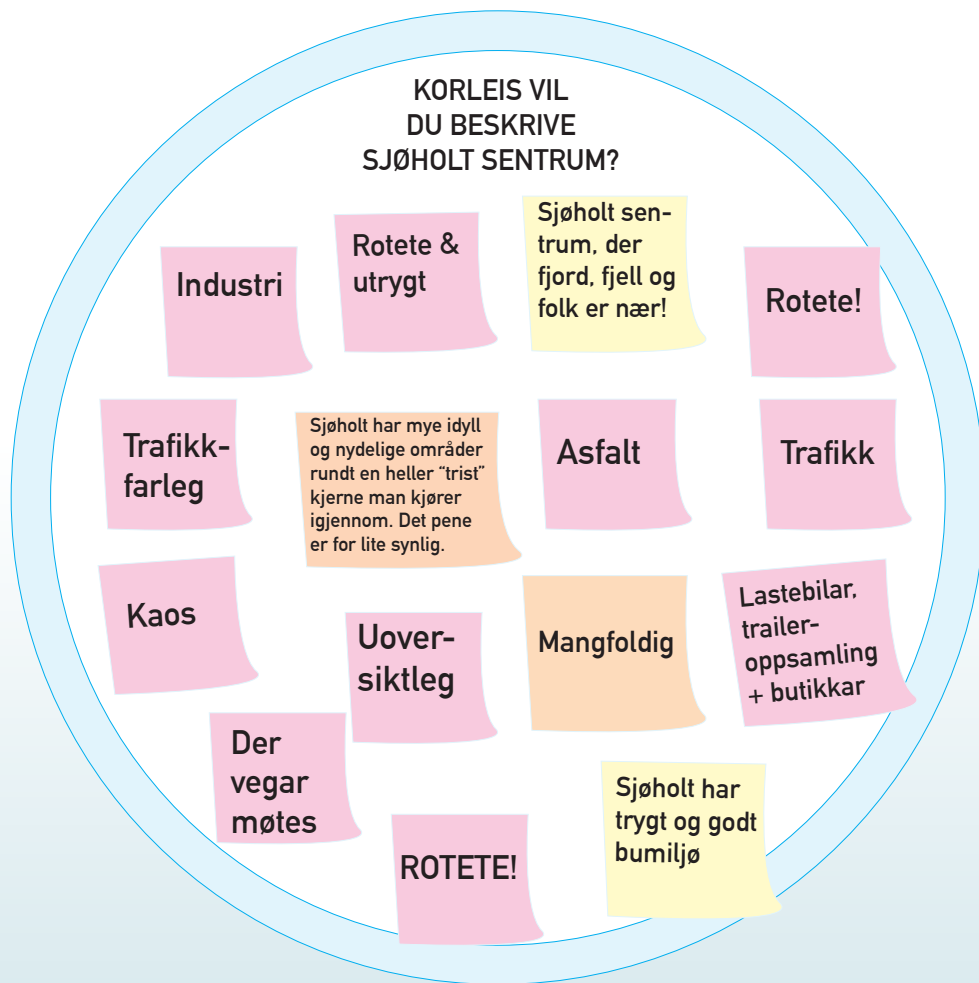 KORLEIS VIL
DU BESKRIVE
SJØHOLT SENTRUM?
Industri
Rotete &
utrygt
Sjøholt sen-
trum, der
fjord, fjell og
folk er nær!
Rotete!
Trafikk-
farleg
Sjøholt har mye idyll
og nydelige områder
rundt en heller “trist”
kjerne man kjører
igjennom. Det pene
er for lite synlig.
Asfalt
Trafikk
Kaos
Uover-
siktleg
Mangfoldig
Lastebilar,
trailer-
oppsamling
+ butikkar
Der
vegar
møtes
ROTETE!
Sjøholt har
trygt og godt
bumiljø